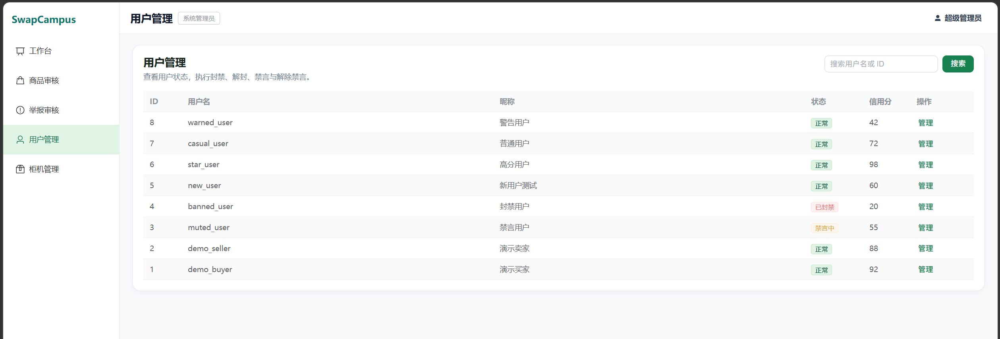 SwapCampus
工作台
商品审核
举报审核
用户管理
柜机管理
用户管理 系统管理员
超级管理员
用户管理
查看用户状态，执行封禁、解封、禁言与解除禁言。
搜索用户名或 ID 搜索
ID 用户名 昵称 状态 信用分 操作
8 warned_user 警告用户 正常 42 管理
7 casual_user 普通用户 正常 72 管理
6 star_user 高分用户 正常 98 管理
5 new_user 新用户测试 正常 60 管理
4 banned_user 封禁用户 已封禁 20 管理
3 muted_user 禁言用户 禁言中 55 管理
2 demo_seller 演示卖家 正常 88 管理
1 demo_buyer 演示买家 正常 92 管理